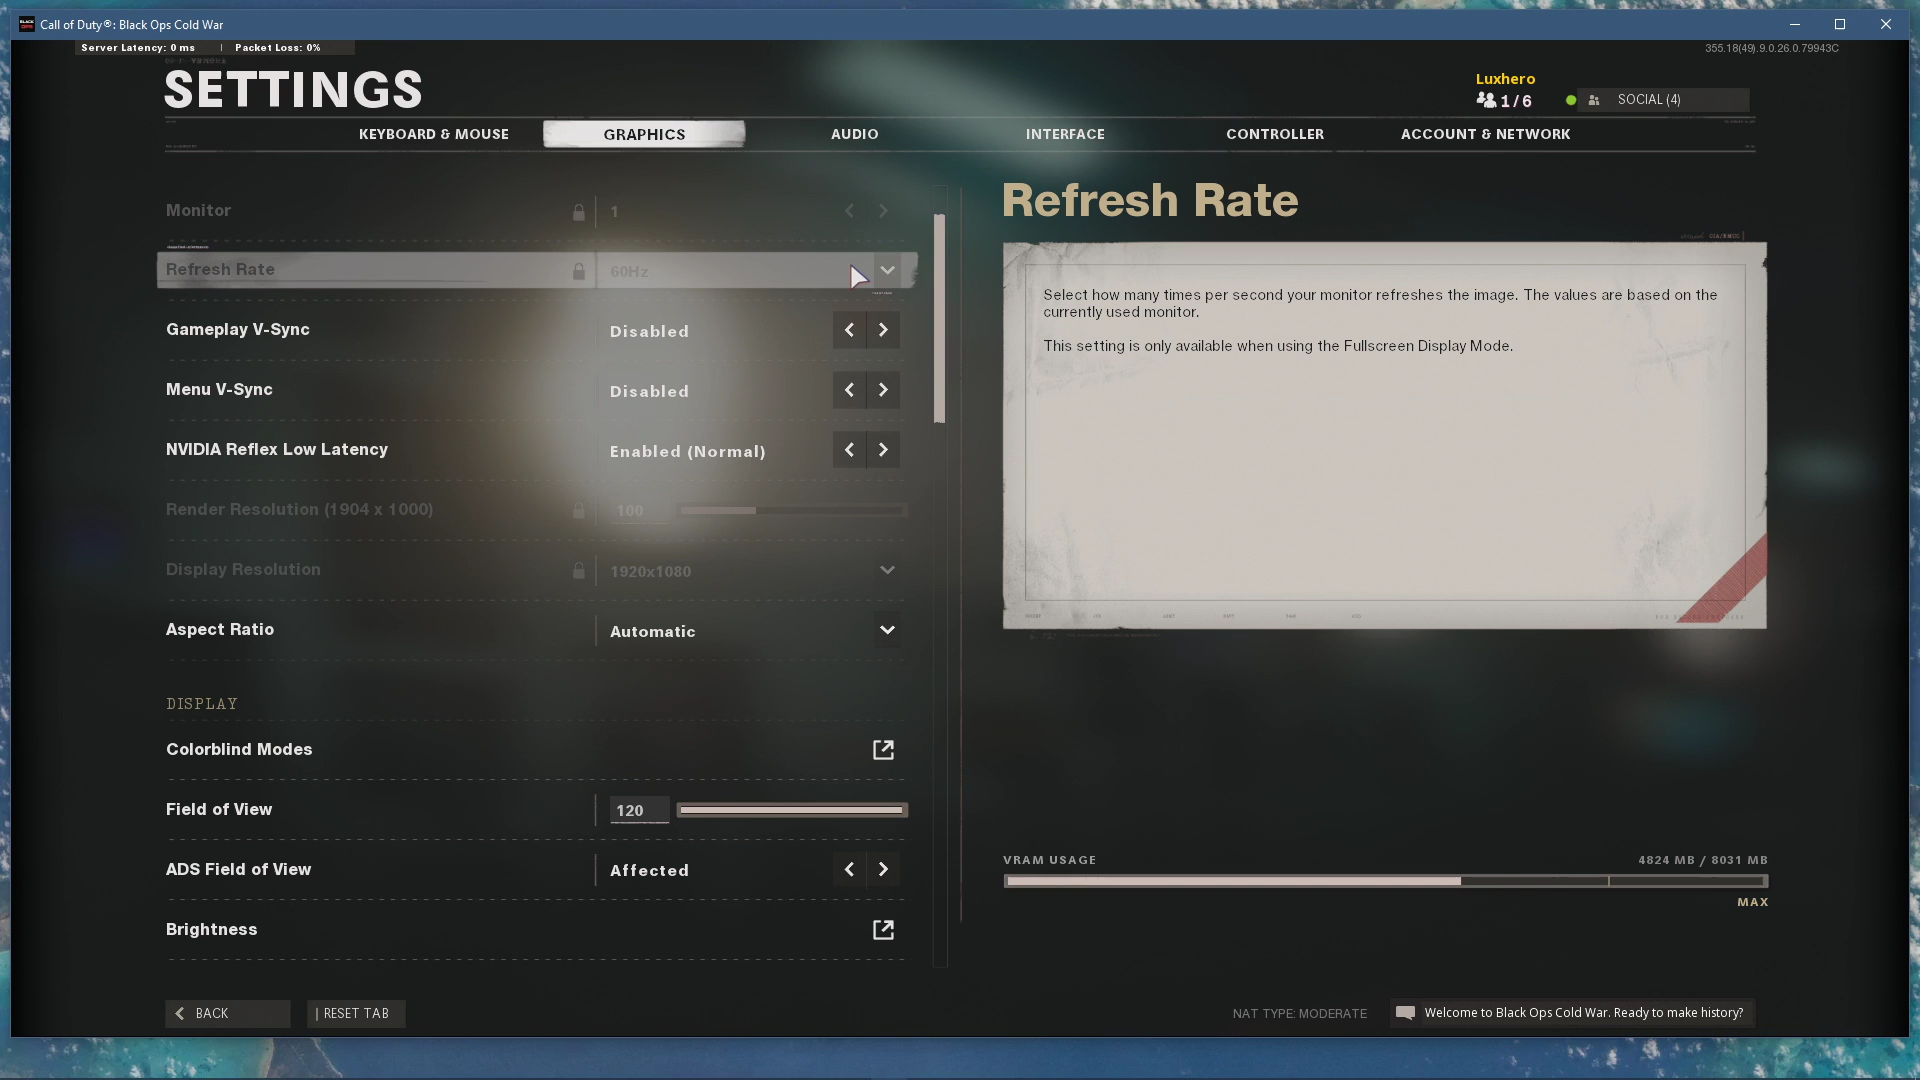 Call of Duty®: Black Ops Cold War
Server Latency: 0 ms | Packet Loss: 0%
355.18(49).9.0.26.0.79943C
SETTINGS
Luxhero
1 / 6
SOCIAL (4)
KEYBOARD & MOUSE
GRAPHICS
AUDIO
INTERFACE
CONTROLLER
ACCOUNT & NETWORK
Monitor
1
Refresh Rate
60Hz
Gameplay V-Sync
Disabled
Menu V-Sync
Disabled
NVIDIA Reflex Low Latency
Enabled (Normal)
Render Resolution (1904 x 1000)
100
Display Resolution
1920x1080
Aspect Ratio
Automatic
DISPLAY
Colorblind Modes
Field of View
120
ADS Field of View
Affected
Brightness
Refresh Rate
Select how many times per second your monitor refreshes the image. The values are based on the
currently used monitor.
This setting is only available when using the Fullscreen Display Mode.
VRAM USAGE
4824 MB / 8031 MB
MAX
BACK
RESET TAB
NAT TYPE: MODERATE
Welcome to Black Ops Cold War. Ready to make history?